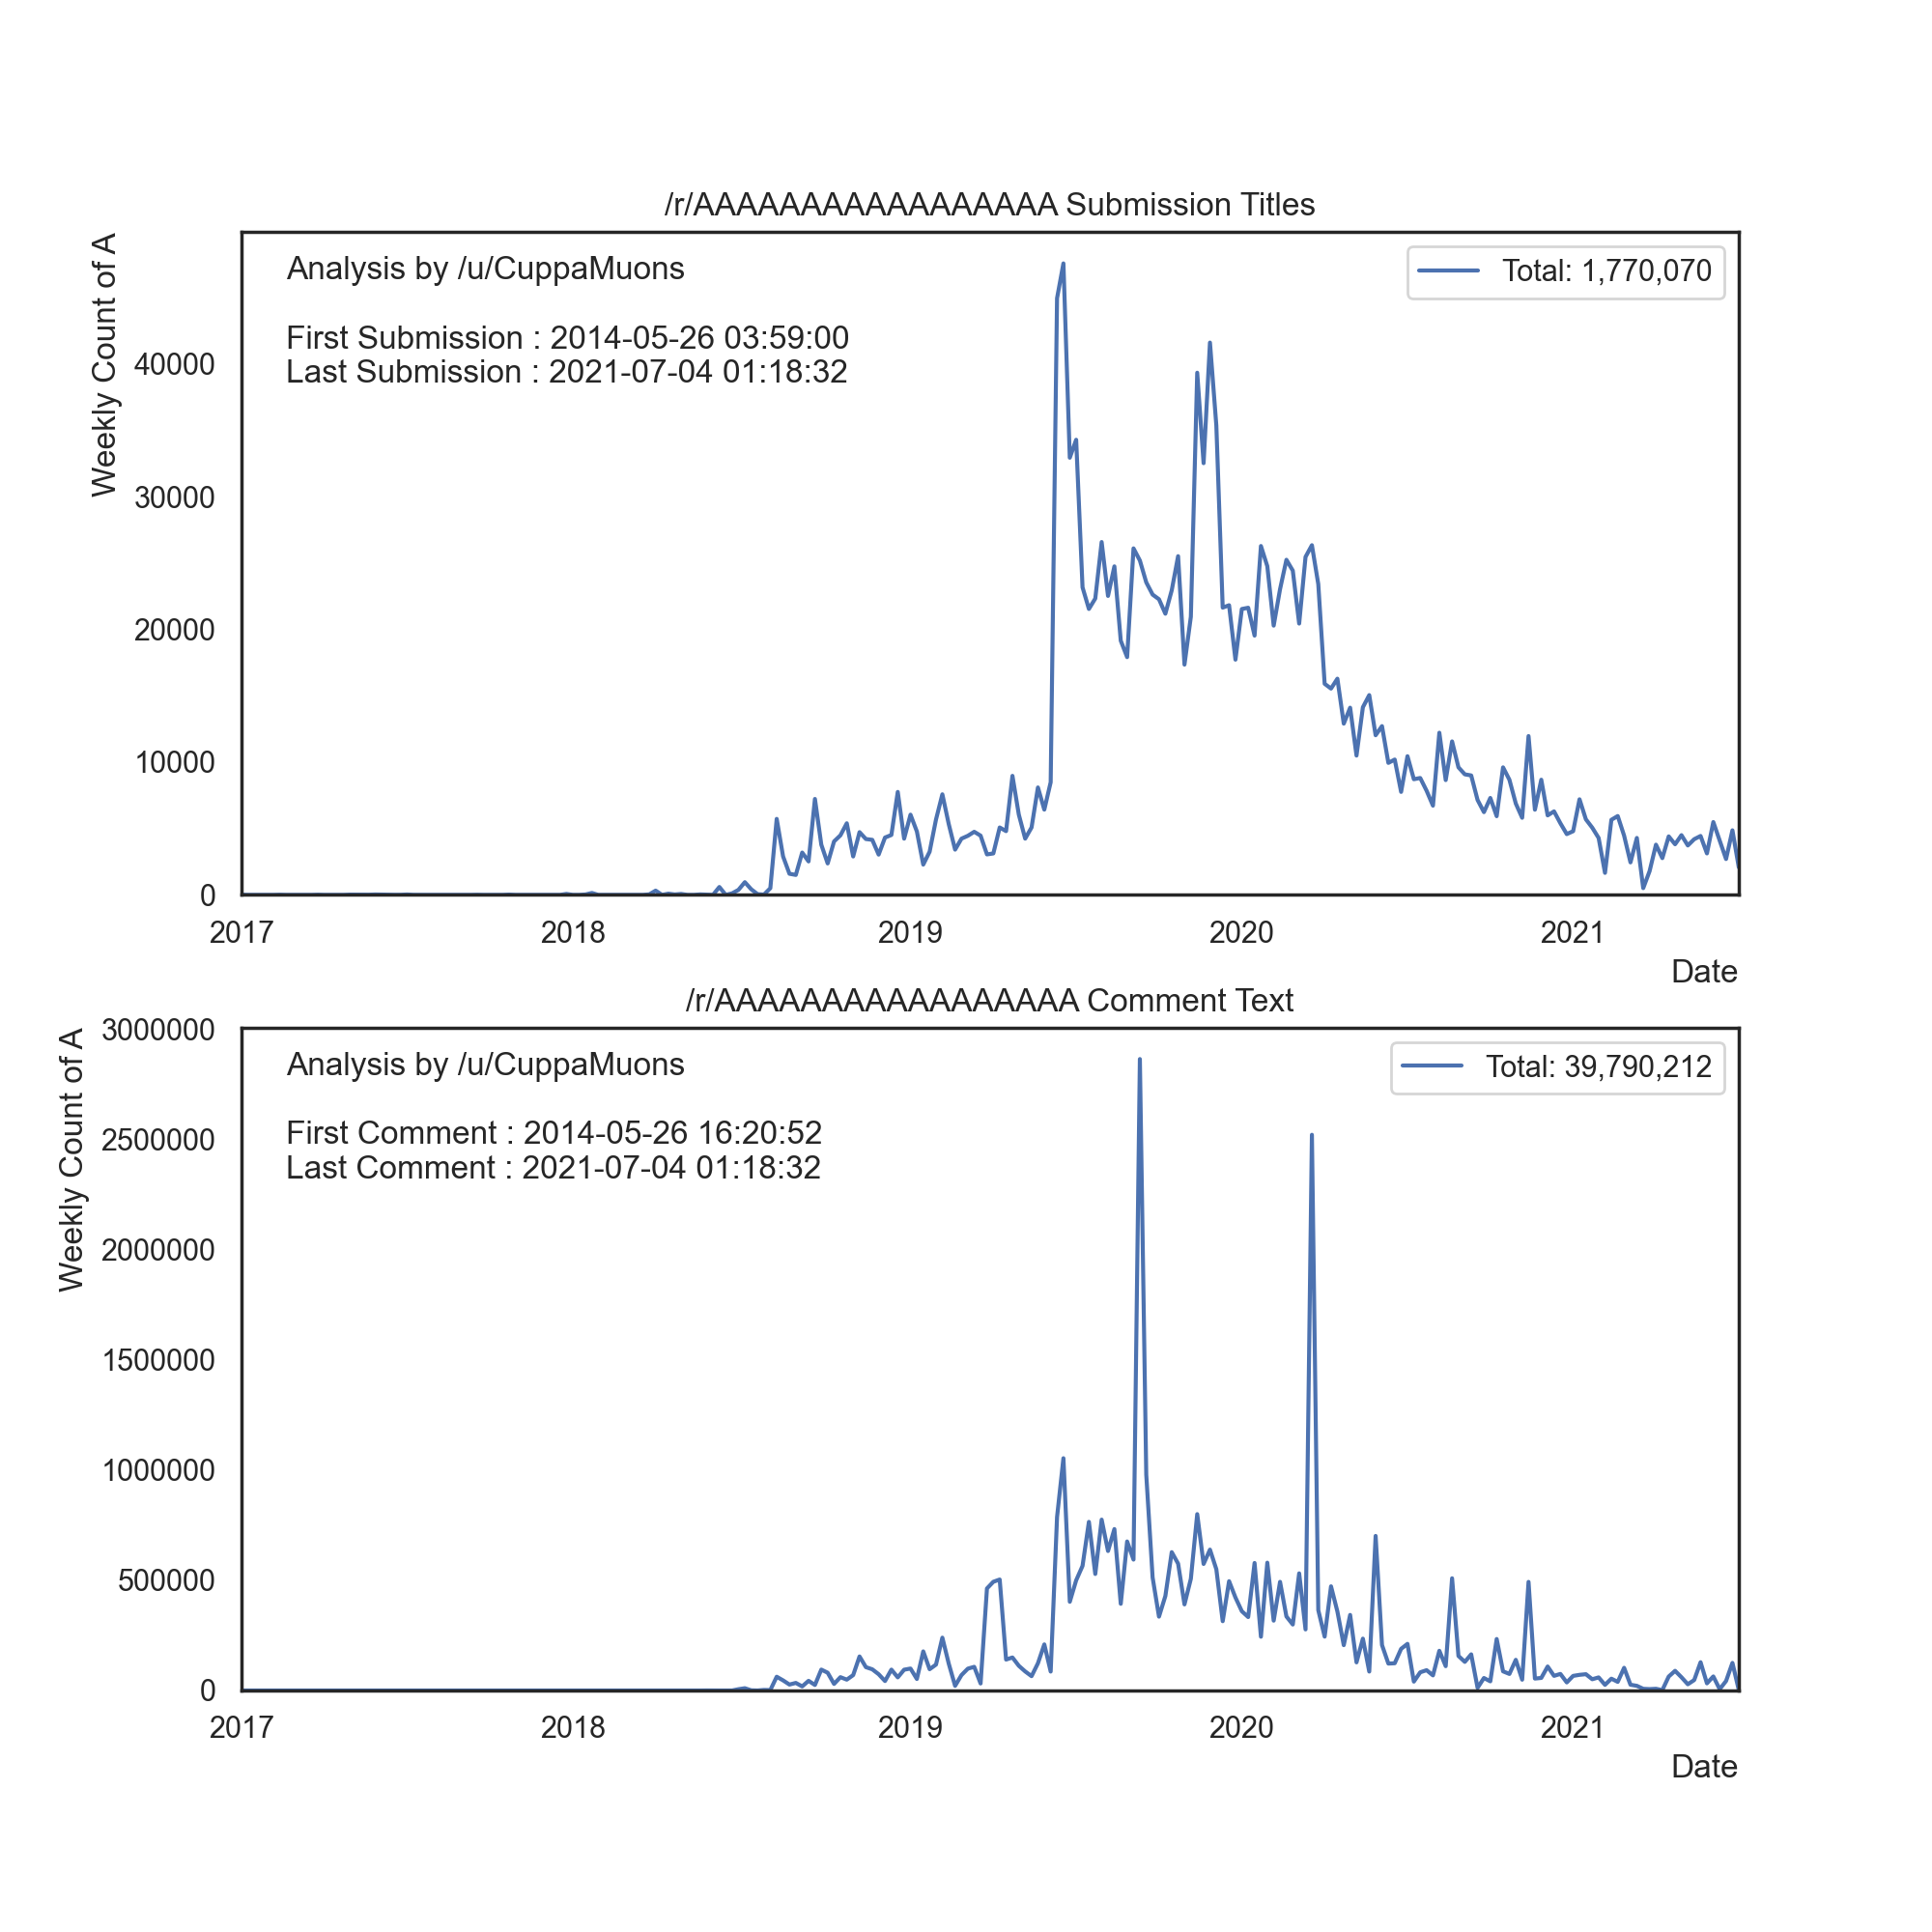 /r/AAAAAAAAAAAAAAAAA Submission Titles
Weekly Count of A
Analysis by /u/CuppaMuons
First Submission : 2014-05-26 03:59:00
Last Submission : 2021-07-04 01:18:32
Total: 1,770,070
40000
30000
20000
10000
0
2017 2018 2019 2020 2021
Date
/r/AAAAAAAAAAAAAAAAA Comment Text
Weekly Count of A
Analysis by /u/CuppaMuons
First Comment : 2014-05-26 16:20:52
Last Comment : 2021-07-04 01:18:32
Total: 39,790,212
3000000
2500000
2000000
1500000
1000000
500000
0
2017 2018 2019 2020 2021
Date